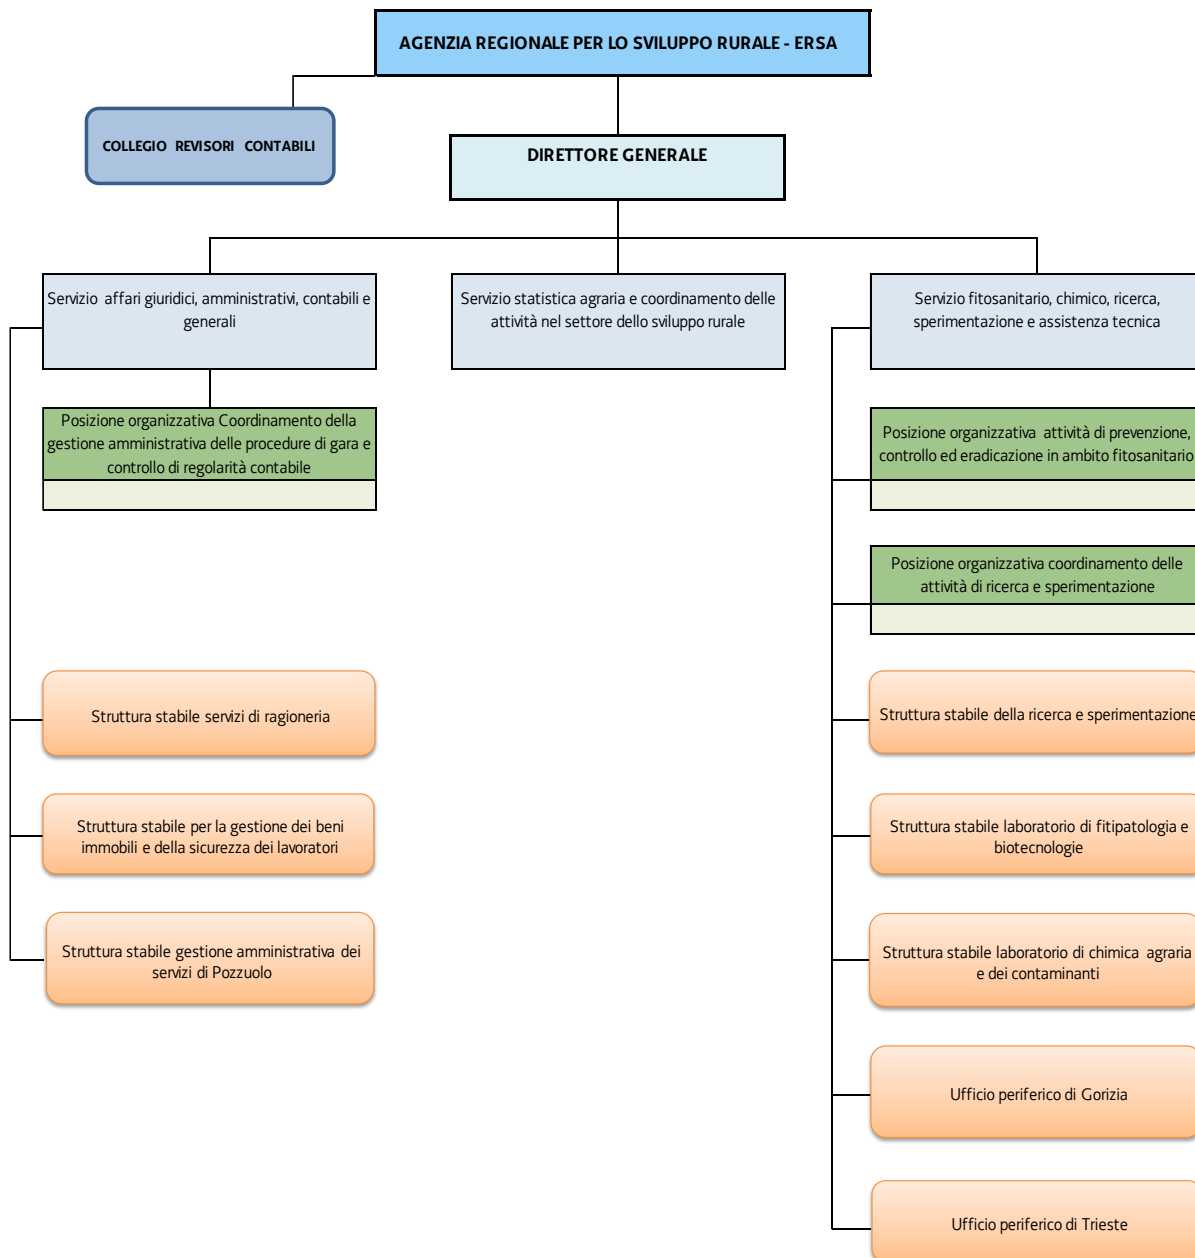 AGENZIA REGIONALE PER LO SVILUPPO RURALE - ERSA
COLLEGIO REVISORI CONTABILI
DIRETTORE GENERALE
Servizio affari giuridici, amministrativi, contabili e
generali
Servizio statistica agraria e coordinamento delle
attività nel settore dello sviluppo rurale
Servizio fitosanitario, chimico, ricerca,
sperimentazione e assistenza tecnica
Posizione organizzativa Coordinamento della
gestione amministrativa delle procedure di gara e
controllo di regolarità contabile
Posizione organizzativa attività di prevenzione,
controllo ed eradicazione in ambito fitosanitario
Posizione organizzativa coordinamento delle
attività di ricerca e sperimentazione
Struttura stabile servizi di ragioneria
Struttura stabile della ricerca e sperimentazione
Struttura stabile per la gestione dei beni
immobili e della sicurezza dei lavoratori
Struttura stabile laboratorio di fitipatologia e
biotecnologie
Struttura stabile gestione amministrativa dei
servizi di Pozzuolo
Struttura stabile laboratorio di chimica agraria
e dei contaminanti
Ufficio periferico di Gorizia
Ufficio periferico di Trieste